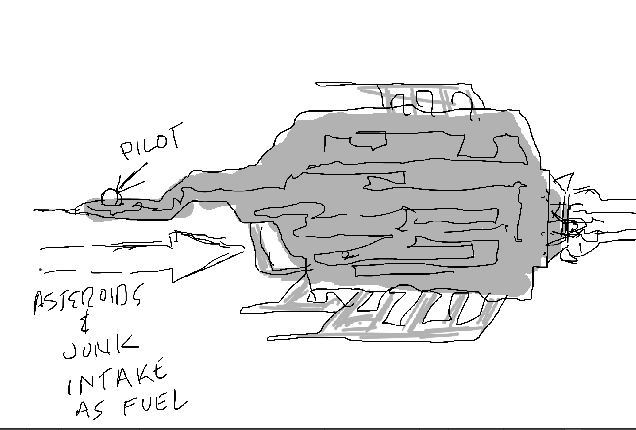 PILOT
ASTEROIDS
&
JUNK
INTAKE
AS FUEL